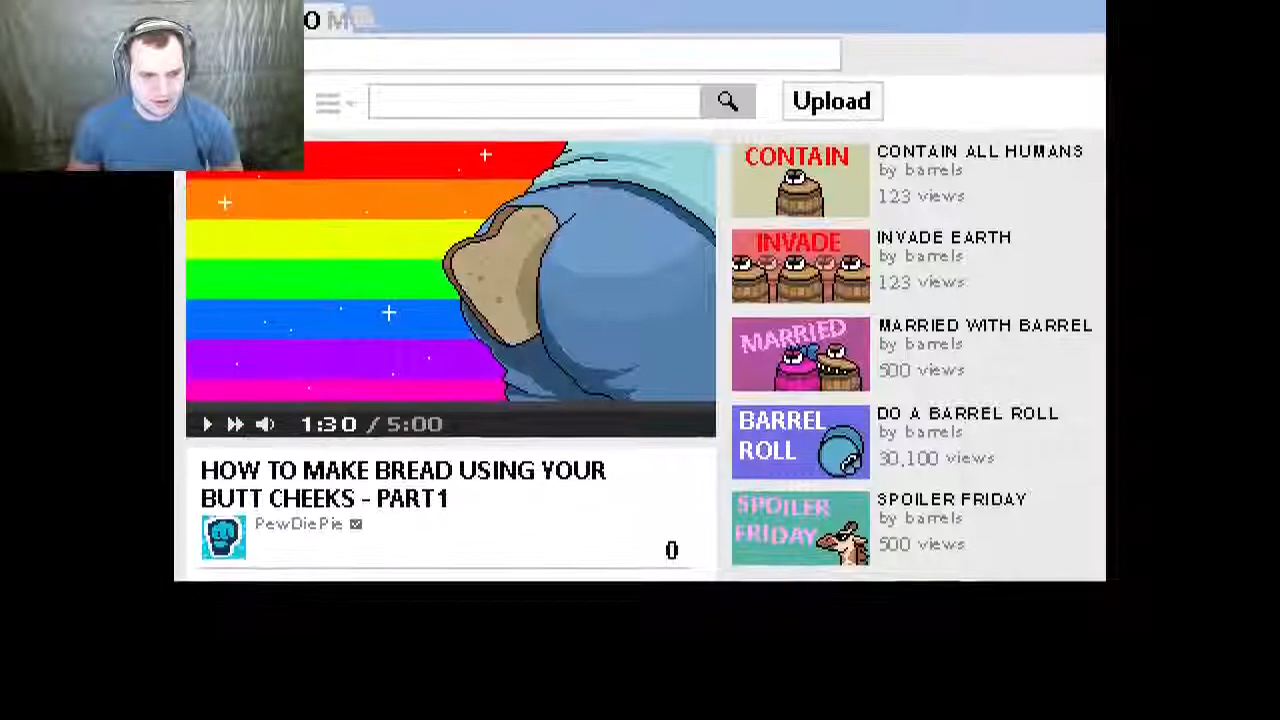 Upload
CONTAIN
CONTAIN ALL HUMANS
by barrels
123 views
INVADE
INVADE EARTH
by barrels
123 views
MARRIED
MARRIED WITH BARREL
by barrels
500 views
BARREL
ROLL
DO A BARREL ROLL
by barrels
30,100 views
SPOILER
FRIDAY
SPOILER FRIDAY
by barrels
500 views
1:30 / 5:00
HOW TO MAKE BREAD USING YOUR
BUTT CHEEKS - PART1
PewDiePie
0